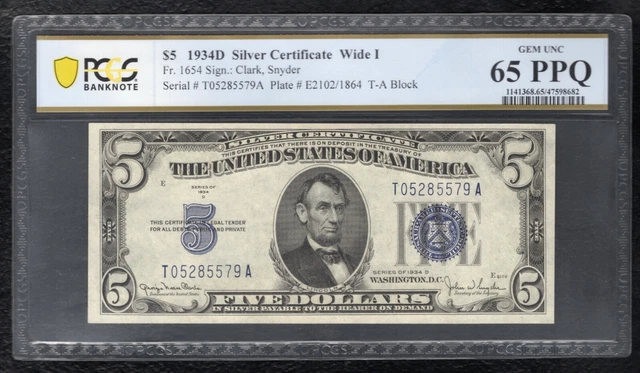 PCGS
BANKNOTE
$5 1934D Silver Certificate Wide I
Fr. 1654 Sign.: Clark, Snyder
Serial # T05285579A Plate # E2102/1864 T-A Block
GEM UNC
65 PPQ
1141368.65/47598682
5 SILVER CERTIFICATE 5
THIS CERTIFIES THAT THERE IS ON DEPOSIT IN THE TREASURY OF
THE UNITED STATES OF AMERICA
E
SERIES OF
1934
D
T05285579A
THIS CERTIFICATE IS LEGAL TENDER
FOR ALL DEBTS PUBLIC AND PRIVATE
5
FIVE
T05285579A
SERIES OF 1934 D
WASHINGTON, D.C.
5 FIVE DOLLARS 5
IN SILVER PAYABLE TO THE BEARER ON DEMAND